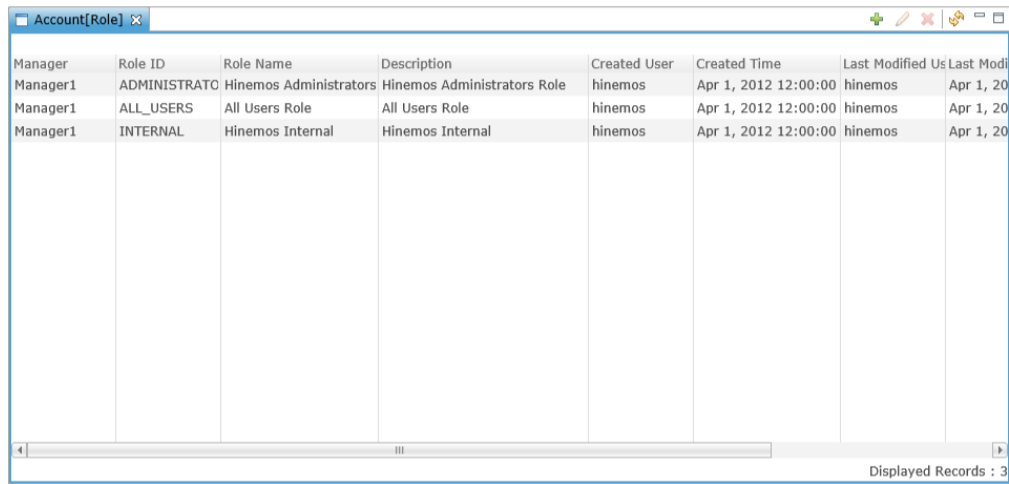 Account[Role]
Manager Role ID Role Name Description Created User Created Time Last Modified Us Last Modi
Manager1 ADMINISTRATO Hinemos Administrators Hinemos Administrators Role hinemos Apr 1, 2012 12:00:00 hinemos Apr 1, 20
Manager1 ALL_USERS All Users Role All Users Role hinemos Apr 1, 2012 12:00:00 hinemos Apr 1, 20
Manager1 INTERNAL Hinemos Internal Hinemos Internal hinemos Apr 1, 2012 12:00:00 hinemos Apr 1, 20
Displayed Records : 3